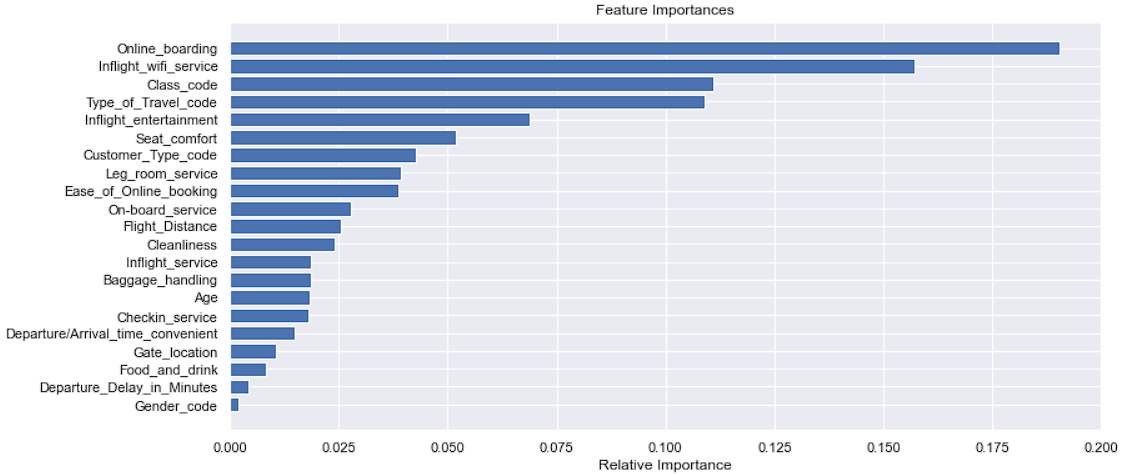 Feature Importances
Online_boarding
Inflight_wifi_service
Class_code
Type_of_Travel_code
Inflight_entertainment
Seat_comfort
Customer_Type_code
Leg_room_service
Ease_of_Online_booking
On-board_service
Flight_Distance
Cleanliness
Inflight_service
Baggage_handling
Age
Checkin_service
Departure/Arrival_time_convenient
Gate_location
Food_and_drink
Departure_Delay_in_Minutes
Gender_code
0.000 0.025 0.050 0.075 0.100 0.125 0.150 0.175 0.200
Relative Importance